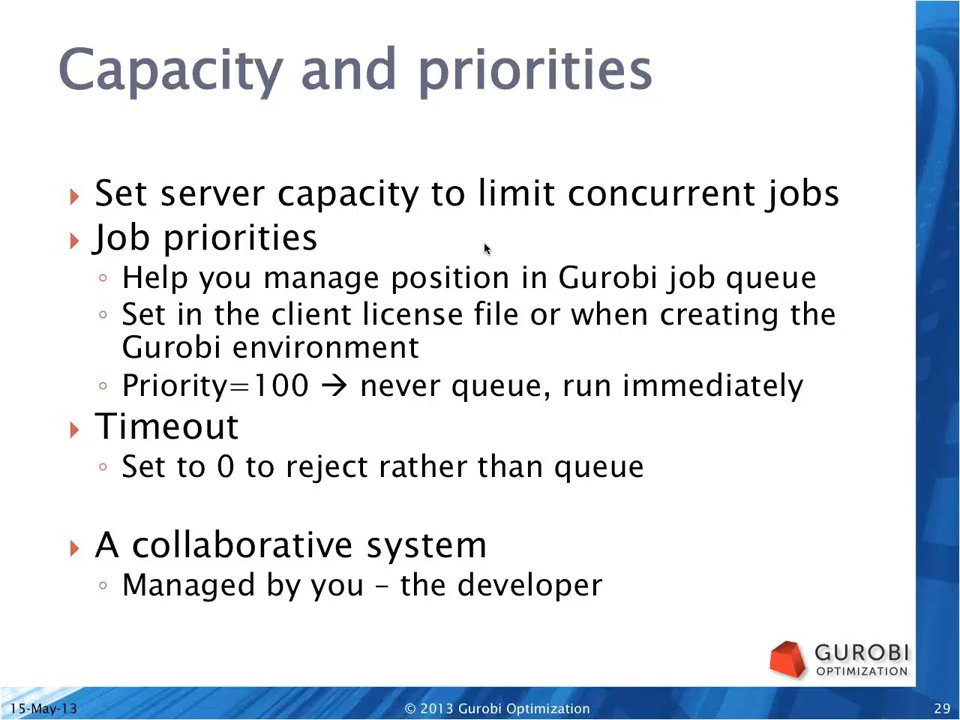 Capacity and priorities
Set server capacity to limit concurrent jobs
Job priorities
Help you manage position in Gurobi job queue
Set in the client license file or when creating the
Gurobi environment
Priority=100 → never queue, run immediately
Timeout
Set to 0 to reject rather than queue
A collaborative system
Managed by you – the developer
GUROBI
OPTIMIZATION
15-May-13
© 2013 Gurobi Optimization
29